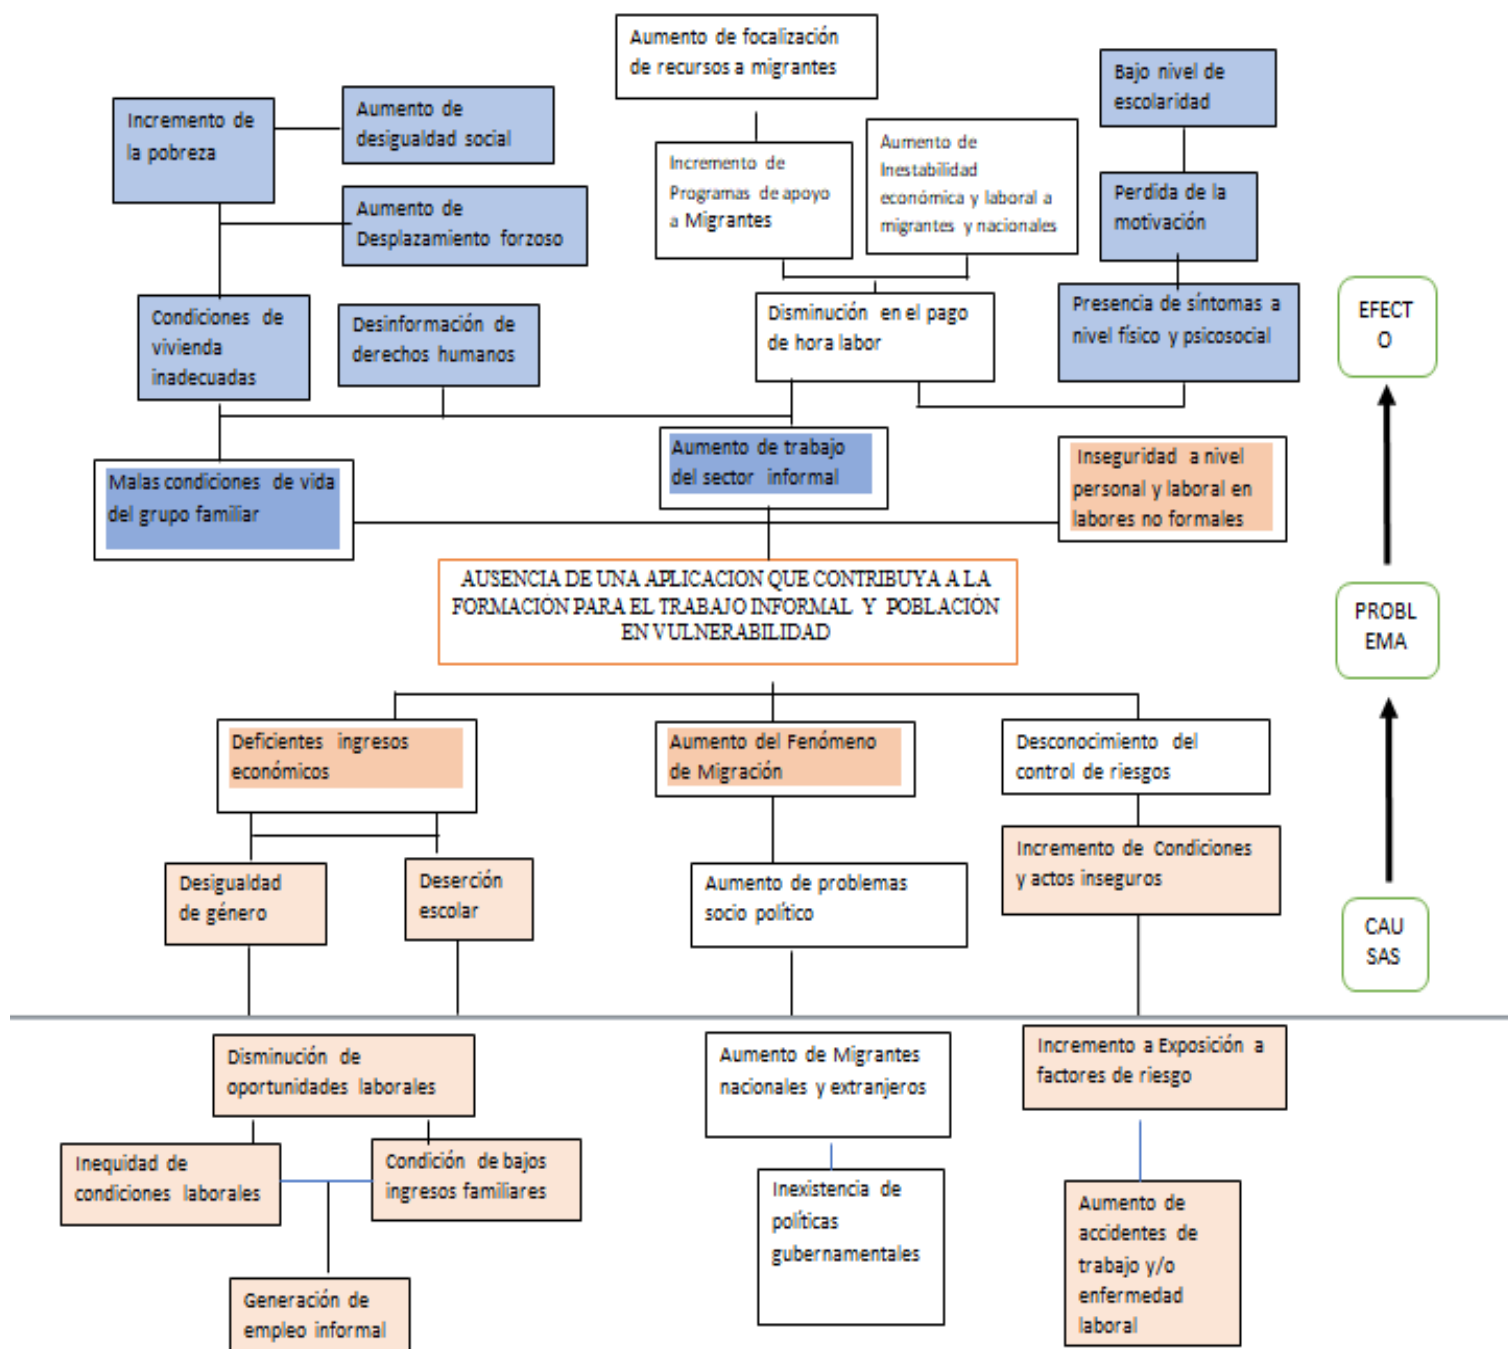 Aumento de focalización
de recursos a migrantes
Bajo nivel de
escolaridad
Incremento de
la pobreza
Aumento de
desigualdad social
Incremento de
Programas de apoyo
a Migrantes
Aumento de
Inestabilidad
económica y laboral a
migrantes y nacionales
Perdida de la
motivación
Aumento de
Desplazamiento forzoso
Condiciones de
vivienda
inadecuadas
Desinformación de
derechos humanos
Disminución en el pago
de hora labor
Presencia de síntomas a
nivel físico y psicosocial
EFECT
O
Malas condiciones de vida
del grupo familiar
Aumento de trabajo
del sector informal
Inseguridad a nivel
personal y laboral en
labores no formales
AUSENCIA DE UNA APLICACION QUE CONTRIBUYA A LA
FORMACIÓN PARA EL TRABAJO INFORMAL Y POBLACIÓN
EN VULNERABILIDAD
PROBL
EMA
Deficientes ingresos
económicos
Aumento del Fenómeno
de Migración
Desconocimiento del
control de riesgos
Desigualdad
de género
Deserción
escolar
Aumento de problemas
socio político
Incremento de Condiciones
y actos inseguros
CAU
SAS
Disminución de
oportunidades laborales
Aumento de Migrantes
nacionales y extranjeros
Incremento a Exposición a
factores de riesgo
Inequidad de
condiciones laborales
Condición de bajos
ingresos familiares
Inexistencia de
políticas
gubernamentales
Aumento de
accidentes de
trabajo y/o
enfermedad
laboral
Generación de
empleo informal